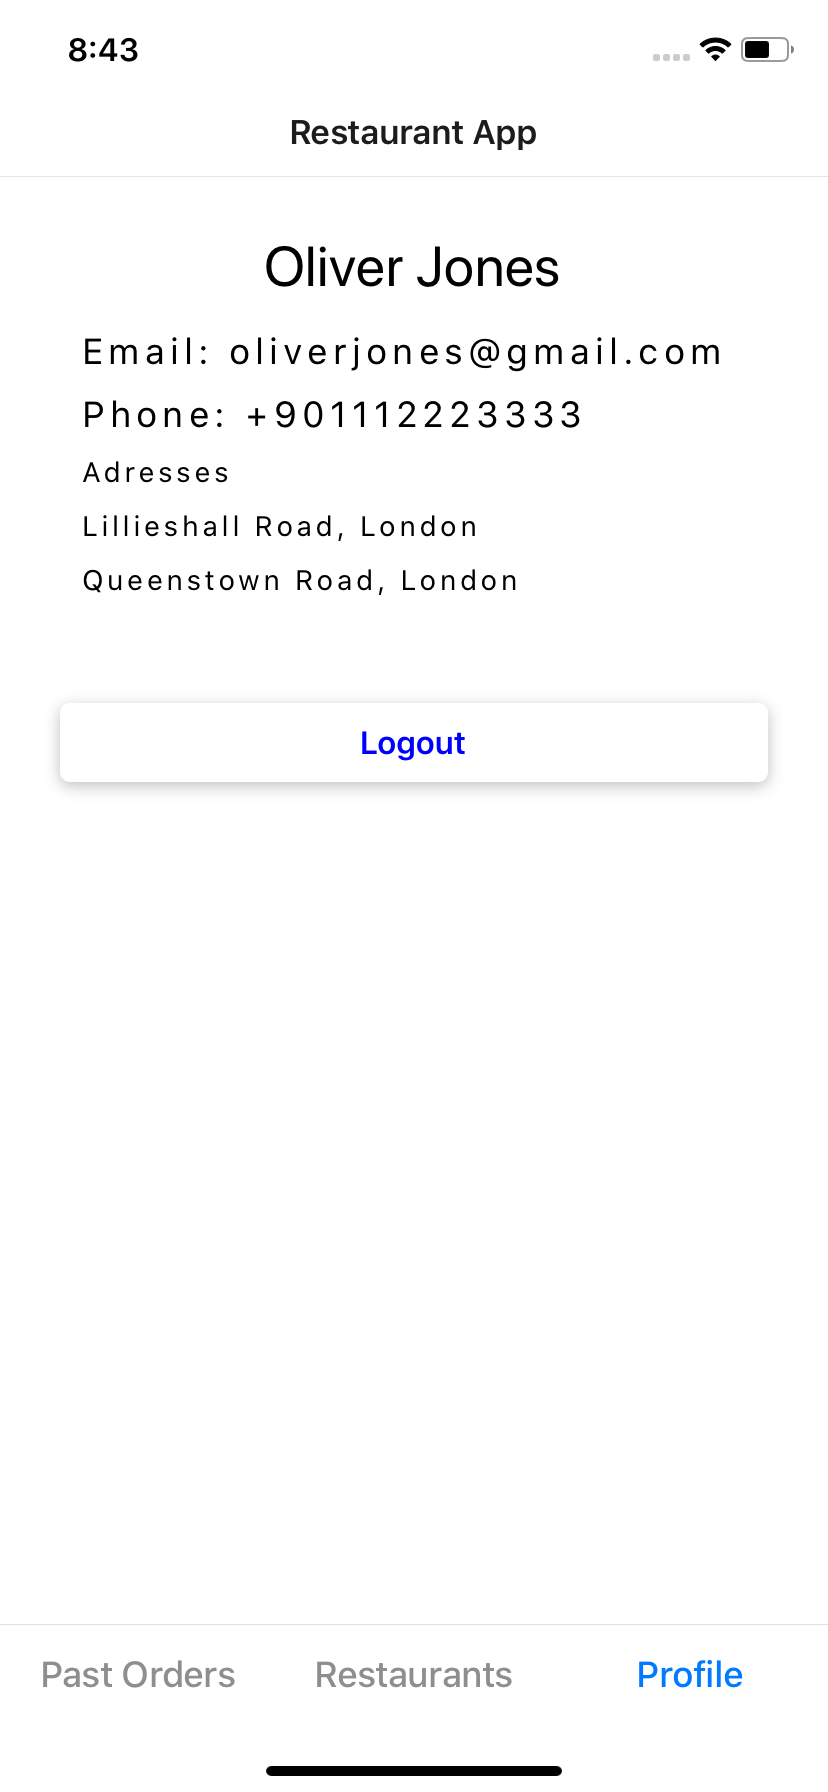 8:43
Restaurant App
Oliver Jones
Email: oliverjones@gmail.com
Phone: +901112223333
Adresses
Lillieshall Road, London
Queenstown Road, London
Logout
Past Orders Restaurants Profile